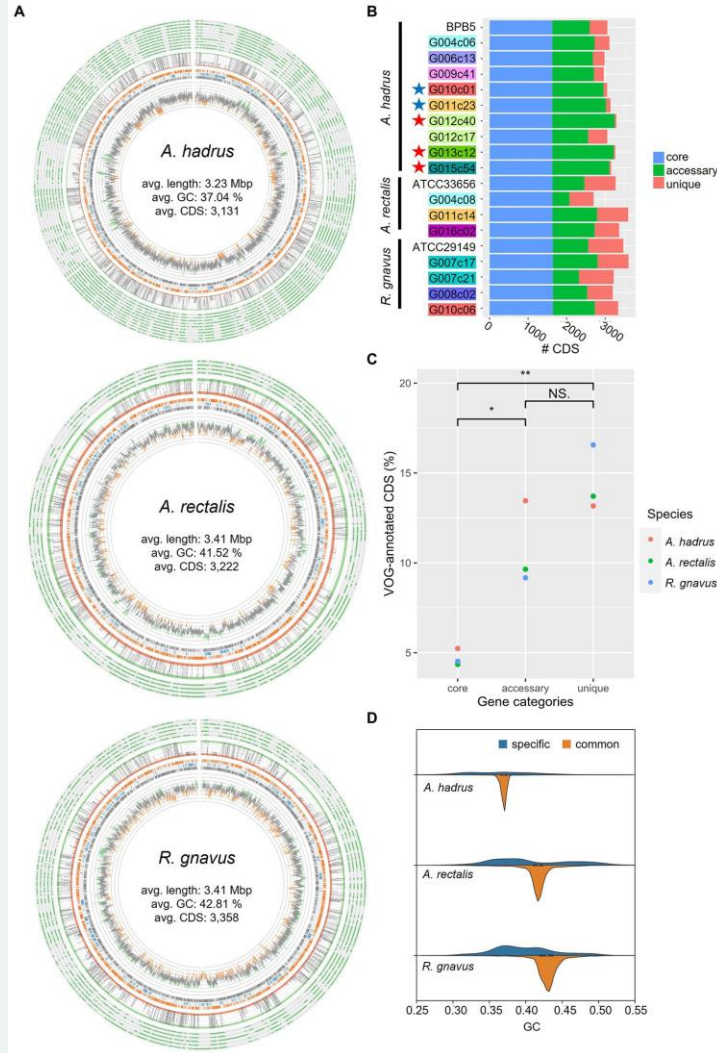 A
A. hadrus
avg. length: 3.23 Mbp
avg. GC: 37.04 %
avg. CDS: 3,131
A. rectalis
avg. length: 3.41 Mbp
avg. GC: 41.52 %
avg. CDS: 3,222
R. gnavus
avg. length: 3.41 Mbp
avg. GC: 42.81 %
avg. CDS: 3,358
B
A. hadrus
A. rectalis
R. gnavus
BPB5
G004c06
G006c13
G009c41
G010c01
G011c23
G012c40
G012c17
G013c12
G015c54
ATCC33656
G004c08
G011c14
G016c02
ATCC29149
G007c17
G007c21
G008c02
G010c06
0
1000
2000
3000
# CDS
core
accessary
unique
C
VOG-annotated CDS (%)
20
15
10
5
**
NS.
*
core
accessary
unique
Gene categories
Species
A. hadrus
A. rectalis
R. gnavus
D
specific
common
A. hadrus
A. rectalis
R. gnavus
0.25 0.30 0.35 0.40 0.45 0.50 0.55
GC